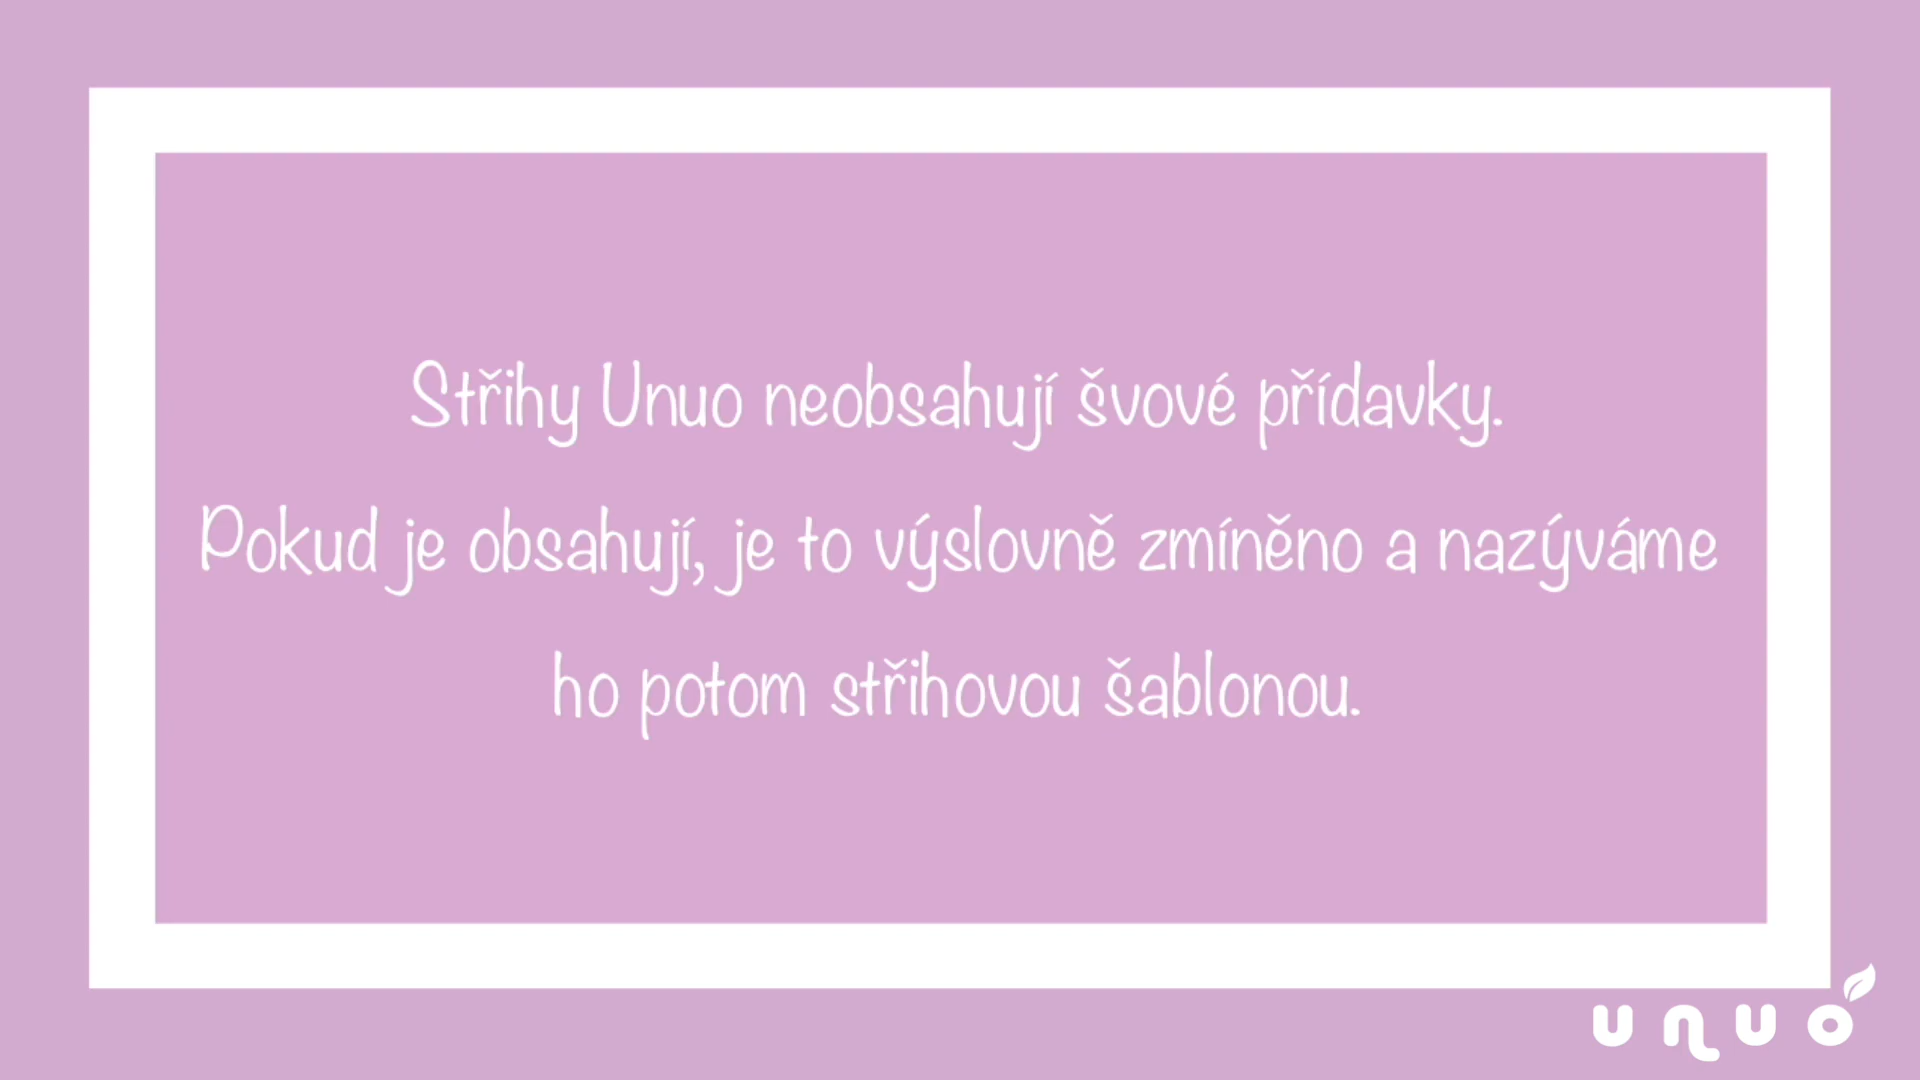 Střihy Unuo neobsahují švové přídavky.
Pokud je obsahují, je to výslovně zmíněno a nazýváme
ho potom střihovou šablonou.
unuo